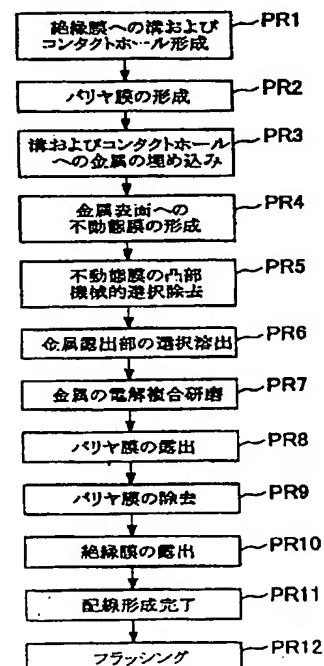 絶縁膜への溝および
コンタクトホール形成
PR1
バリヤ膜の形成
PR2
溝およびコンタクトホール
への金属の埋め込み
PR3
金属表面への
不動態膜の形成
PR4
不動態膜の凸部
機械的選択除去
PR5
金属露出部の選択溶出
PR6
金属の電解複合研磨
PR7
バリヤ膜の露出
PR8
バリヤ膜の除去
PR9
絶縁膜の露出
PR10
配線形成完了
PR11
フラッシング
PR12